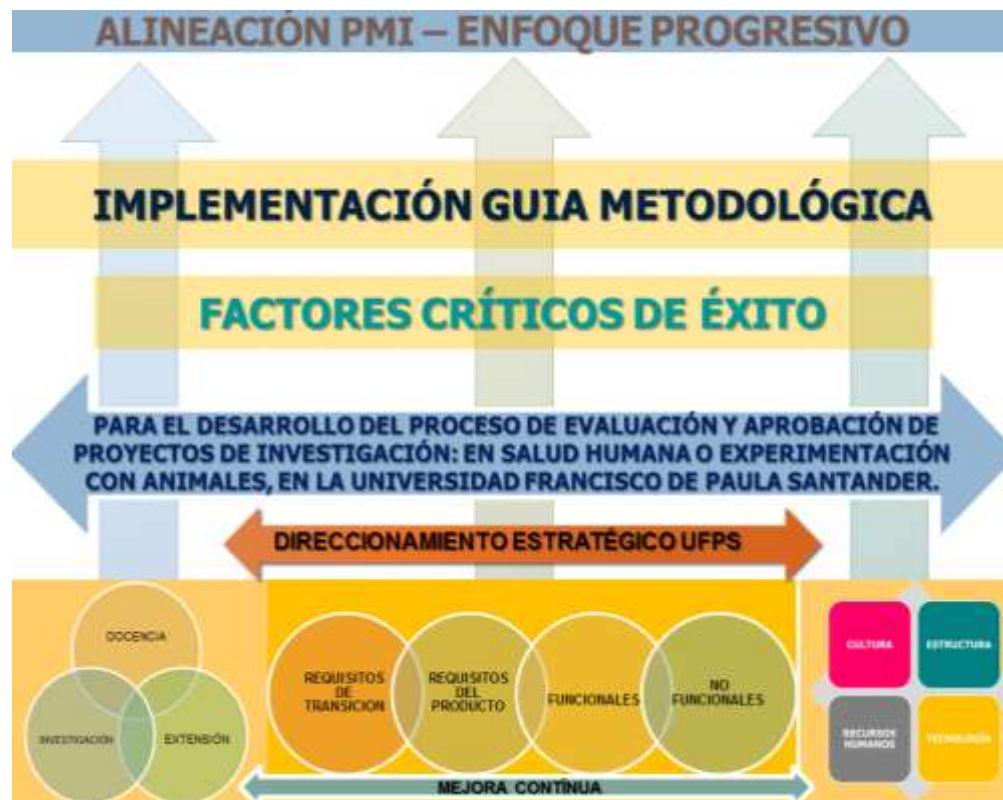 ALINEACIÓN PMI – ENFOQUE PROGRESIVO
IMPLEMENTACIÓN GUIA METODOLÓGICA
FACTORES CRÍTICOS DE ÉXITO
PARA EL DESARROLLO DEL PROCESO DE EVALUACIÓN Y APROBACIÓN DE
PROYECTOS DE INVESTIGACIÓN: EN SALUD HUMANA O EXPERIMENTACIÓN
CON ANIMALES, EN LA UNIVERSIDAD FRANCISCO DE PAULA SANTANDER.
DIRECCIONAMIENTO ESTRATÉGICO UFPS
DOCENCIA
INVESTIGACIÓN
EXTENSIÓN
REQUISITOS
DE
TRANSICION
REQUISITOS
DEL
PRODUCTO
FUNCIONALES
NO
FUNCIONALES
CULTURA
ESTRUCTURA
RECURSOS
HUMANOS
TECNOLOGÍA
MEJORA CONTÍNUA